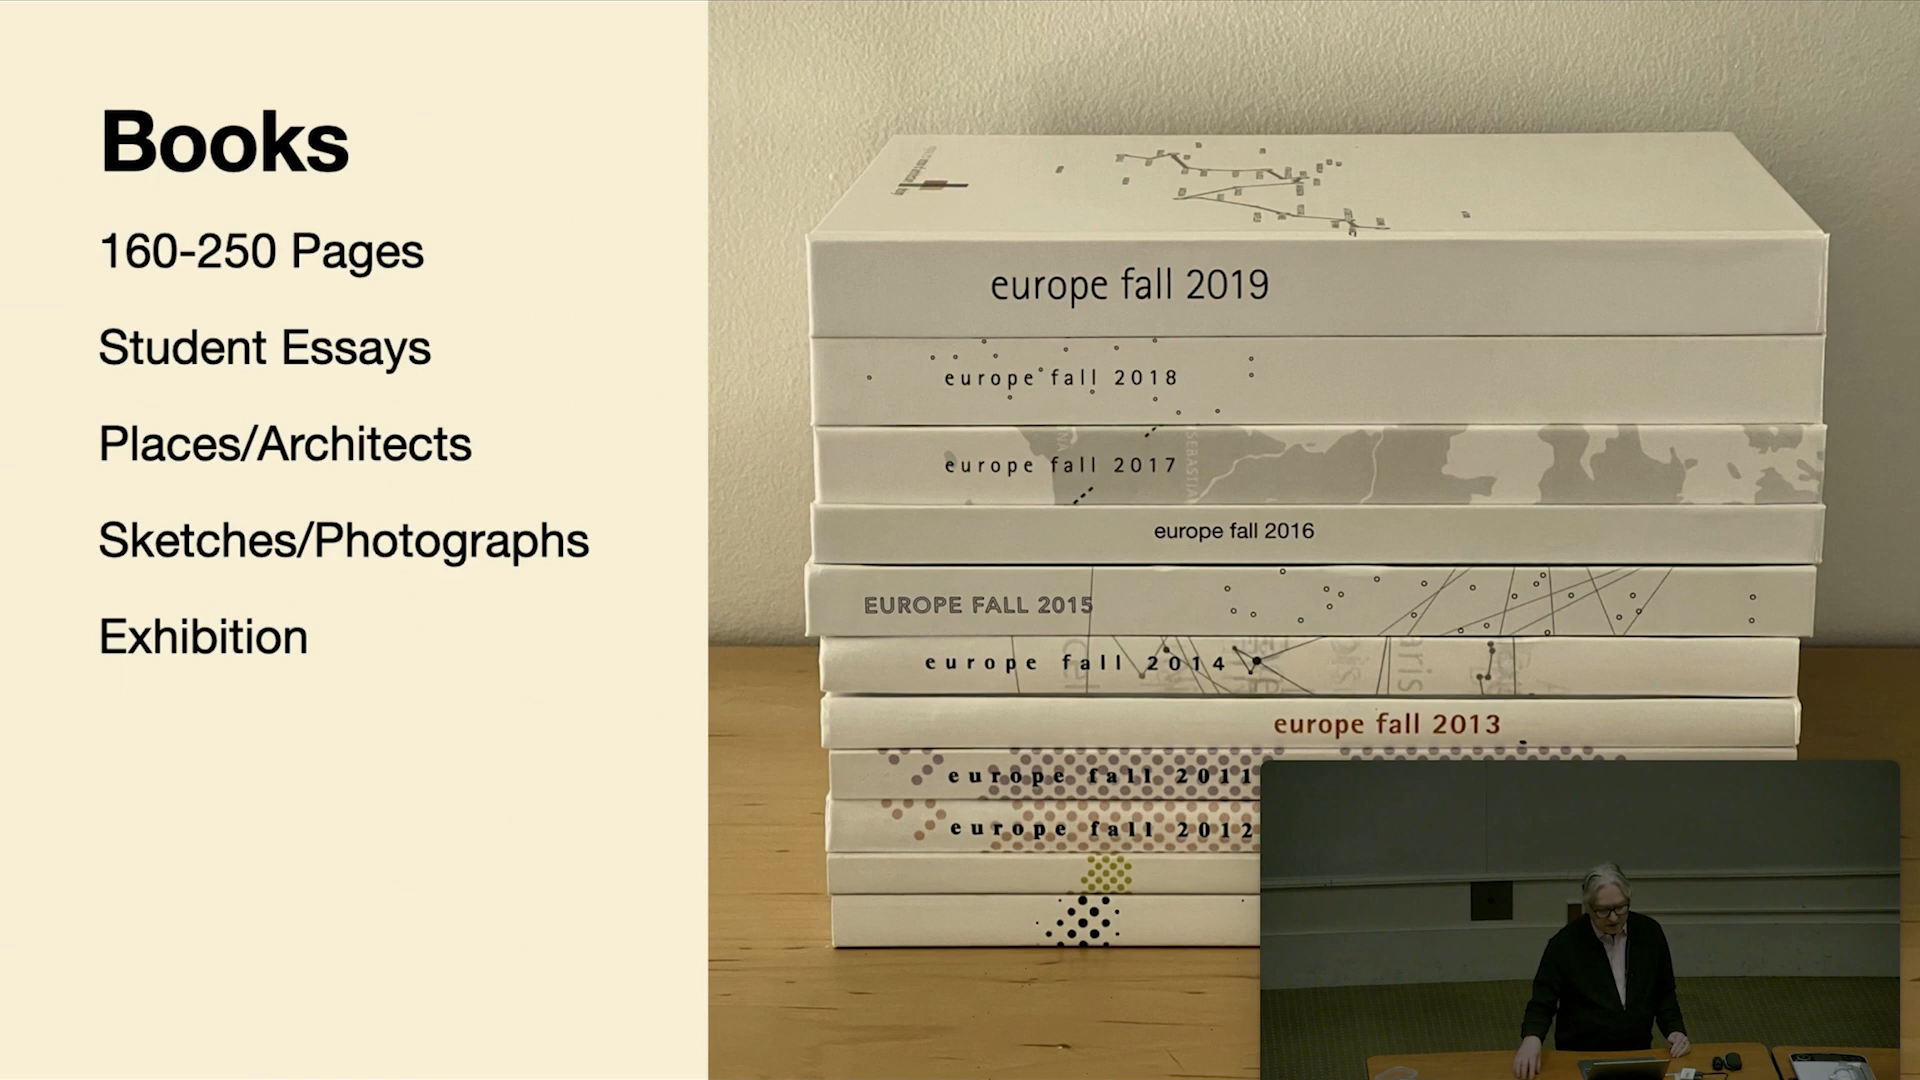 Books
160-250 Pages
Student Essays
Places/Architects
Sketches/Photographs
Exhibition
europe fall 2019
europe fall 2018
europe fall 2017
SEBASTIA
europe fall 2016
EUROPE FALL 2015
europe fall 2014
aris
europe fall 2013
europe fall 2011
europe fall 2012